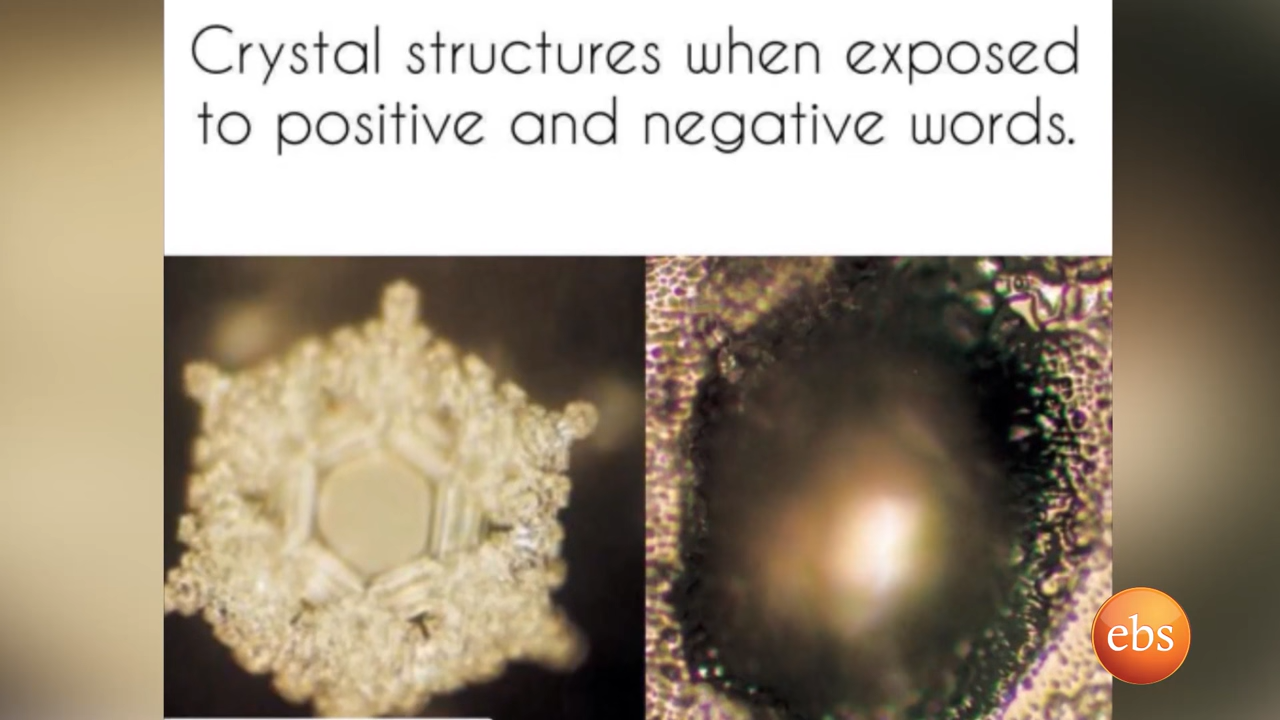 Crystal structures when exposed
to positive and negative words.
ebs